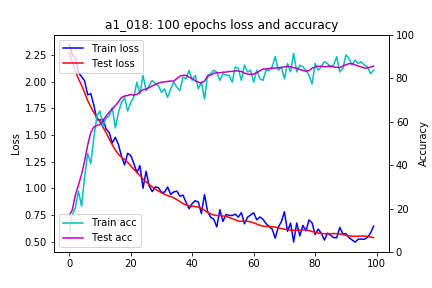 a1_018: 100 epochs loss and accuracy
Train loss
Test loss
Train acc
Test acc
Loss
2.25
2.00
1.75
1.50
1.25
1.00
0.75
0.50
0
20
40
60
80
100
Accuracy
100
80
60
40
20
0